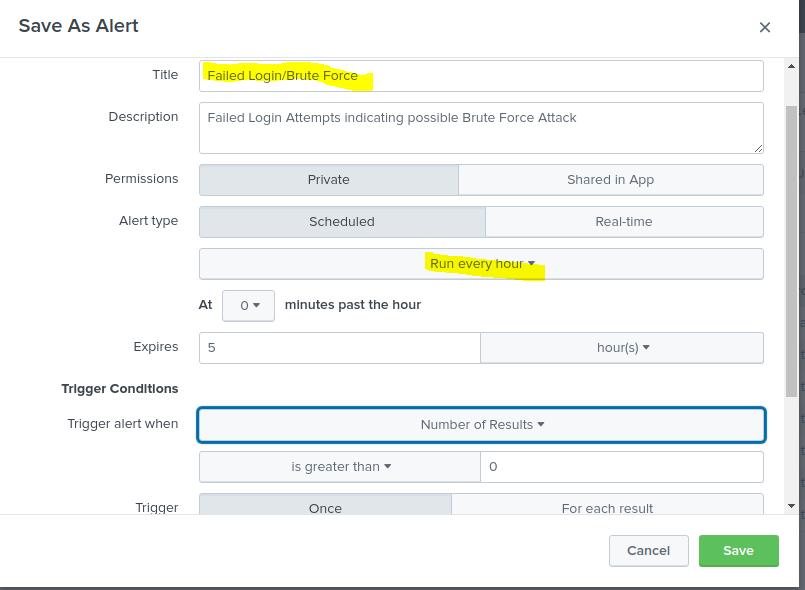 Save As Alert
×
Title Failed Login/Brute Force
Description Failed Login Attempts indicating possible Brute Force Attack
Permissions Private Shared in App
Alert type Scheduled Real-time
Run every hour
At 0 minutes past the hour
Expires 5 hour(s)
Trigger Conditions
Trigger alert when Number of Results
is greater than 0
Trigger Once For each result
Cancel Save